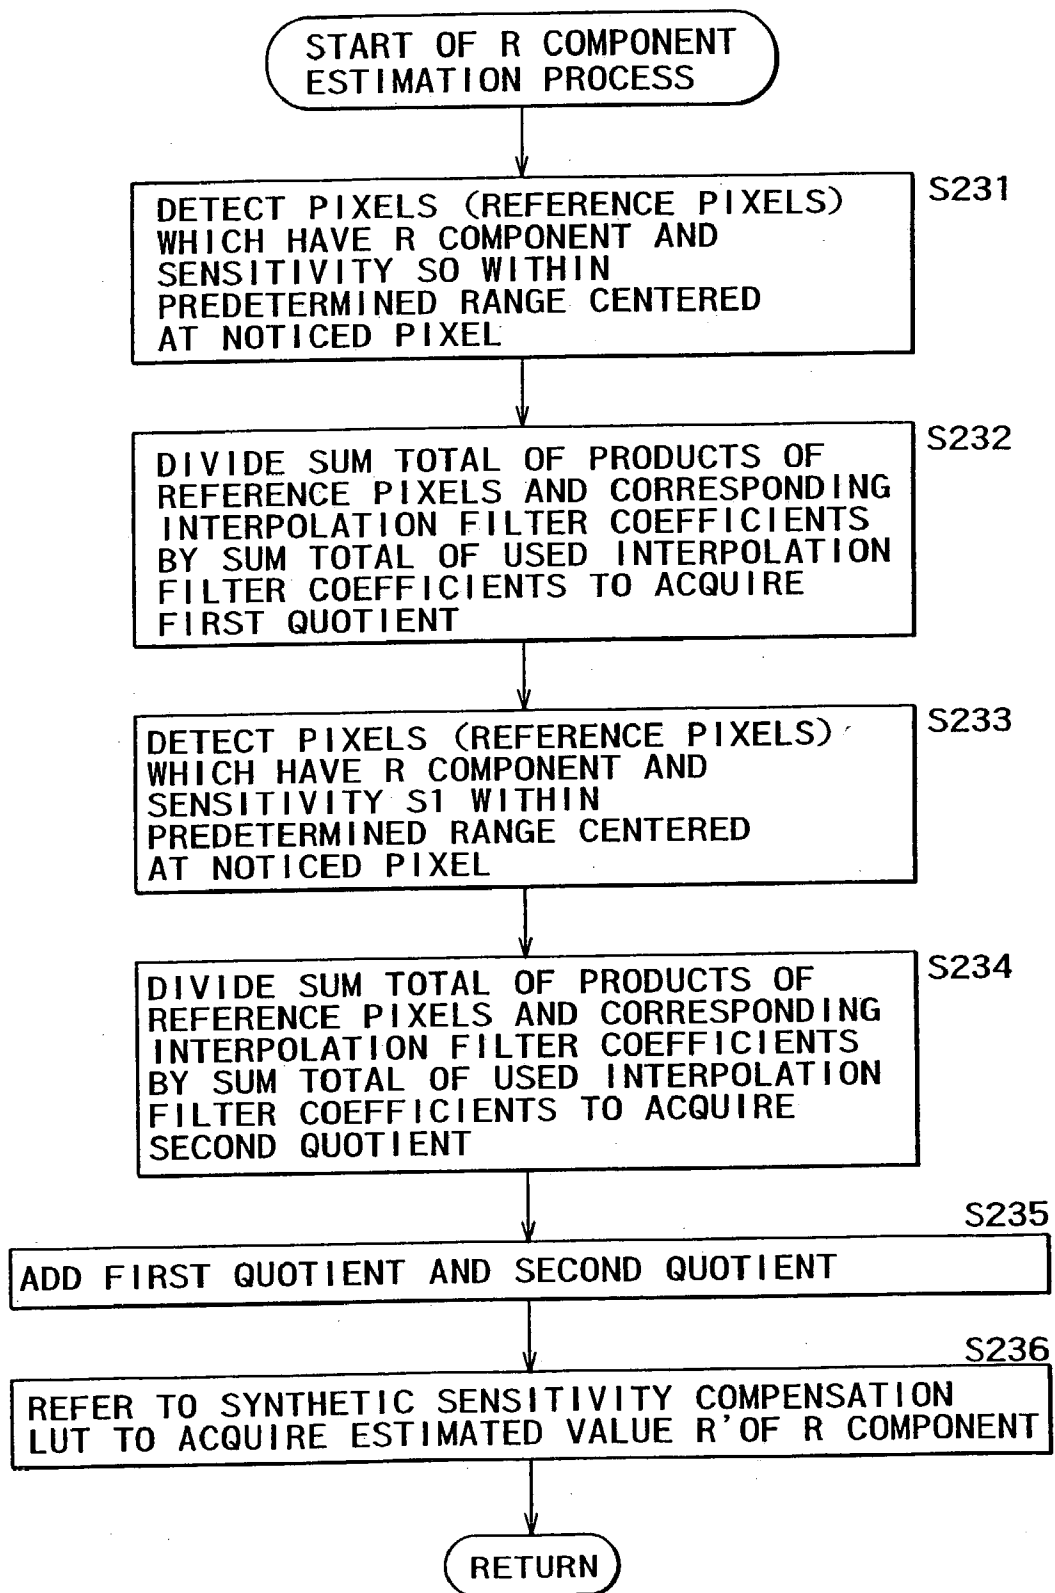 START OF R COMPONENT
ESTIMATION PROCESS
S231
DETECT PIXELS (REFERENCE PIXELS)
WHICH HAVE R COMPONENT AND
SENSITIVITY S0 WITHIN
PREDETERMINED RANGE CENTERED
AT NOTICED PIXEL
S232
DIVIDE SUM TOTAL OF PRODUCTS OF
REFERENCE PIXELS AND CORRESPONDING
INTERPOLATION FILTER COEFFICIENTS
BY SUM TOTAL OF USED INTERPOLATION
FILTER COEFFICIENTS TO ACQUIRE
FIRST QUOTIENT
S233
DETECT PIXELS (REFERENCE PIXELS)
WHICH HAVE R COMPONENT AND
SENSITIVITY S1 WITHIN
PREDETERMINED RANGE CENTERED
AT NOTICED PIXEL
S234
DIVIDE SUM TOTAL OF PRODUCTS OF
REFERENCE PIXELS AND CORRESPONDING
INTERPOLATION FILTER COEFFICIENTS
BY SUM TOTAL OF USED INTERPOLATION
FILTER COEFFICIENTS TO ACQUIRE
SECOND QUOTIENT
S235
ADD FIRST QUOTIENT AND SECOND QUOTIENT
S236
REFER TO SYNTHETIC SENSITIVITY COMPENSATION
LUT TO ACQUIRE ESTIMATED VALUE R'OF R COMPONENT
RETURN